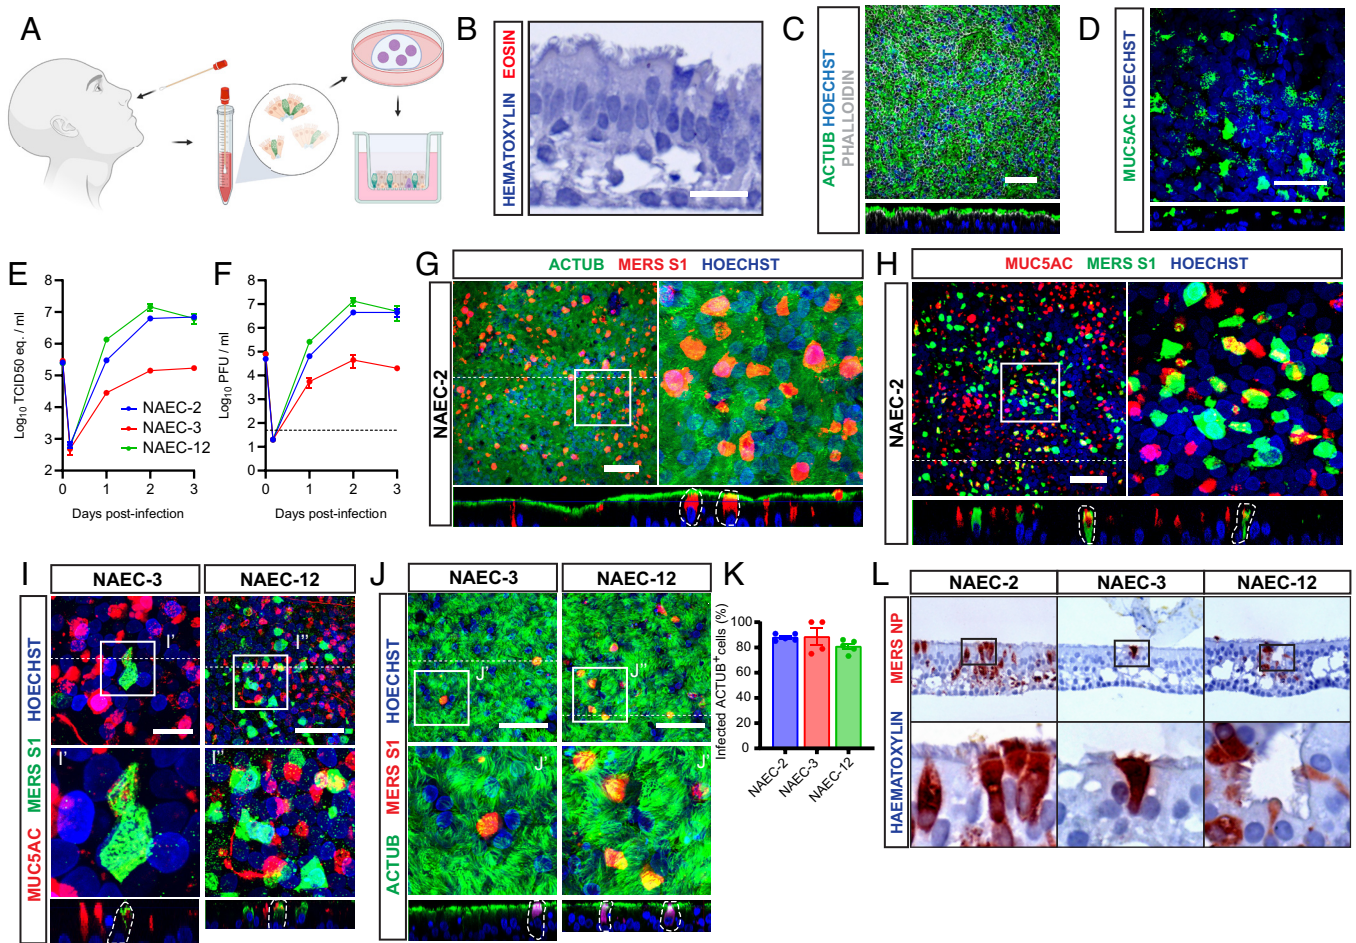 A
B
HEMATOXYLIN EOSIN
C
ACTUB HOECHST
PHALLOIDIN
D
MUC5AC HOECHST
E
Log10 TCID50 eq. / ml
8
7
6
5
4
3
2
NAEC-2
NAEC-3
NAEC-12
0 1 2 3
Days post-infection
F
Log10 PFU / ml
8
7
6
5
4
3
2
1
0
0 1 2 3
Days post-infection
G
ACTUB MERS S1 HOECHST
NAEC-2
H
MUC5AC MERS S1 HOECHST
NAEC-2
I
NAEC-3 NAEC-12
MUC5AC MERS S1 HOECHST
I' I''
I' I''
J
NAEC-3 NAEC-12
ACTUB MERS S1 HOECHST
J' J''
J'
K
Infected ACTUB+cells (%)
100
80
60
40
20
0
NAEC-2
NAEC-3
NAEC-12
L
NAEC-2 NAEC-3 NAEC-12
HAEMATOXYLIN MERS NP